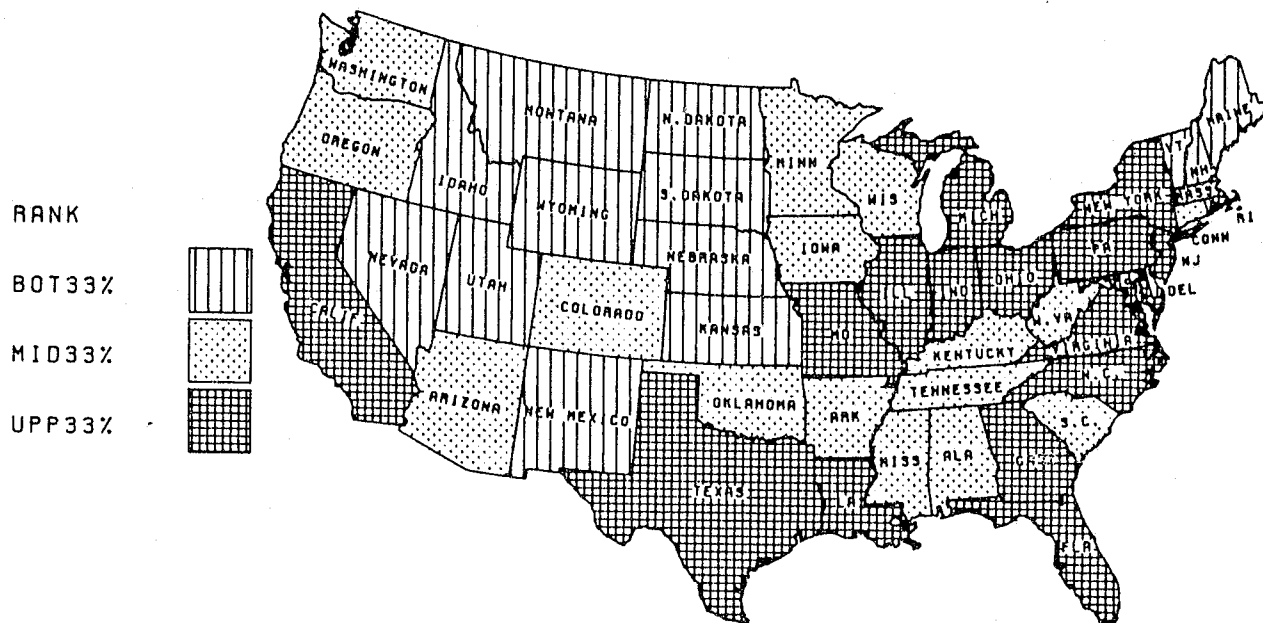 RANK
BOT33%
MID33%
UPP33%
WASHINGTON
OREGON
CALIF.
IDAHO
NEVADA
MONTANA
WYOMING
UTAH
ARIZONA
COLORADO
NEW MEXICO
N.DAKOTA
S.DAKOTA
NEBRASKA
KANSAS
OKLAHOMA
TEXAS
MINN
IOWA
MO
ARK
LA
WIS
ILL
MICH
IND
OHIO
KENTUCKY
TENNESSEE
MISS
ALA
FLA
S.C.
N.C.
VIRGINIA
W.VA
PA
NEW YORK
VT
NH
MAINE
MASS
RI
CONN
NJ
DEL